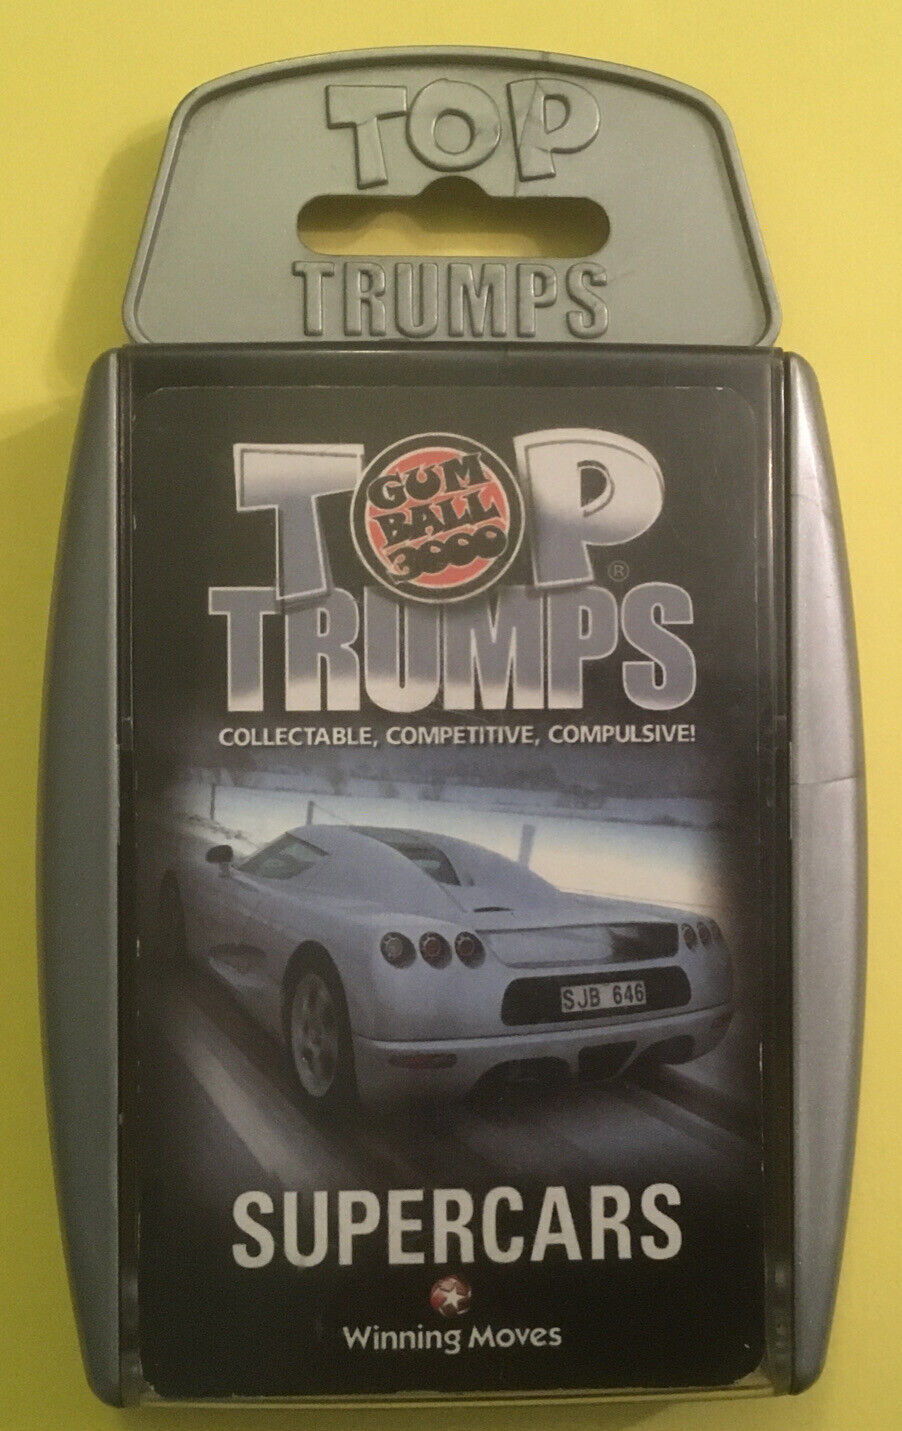 TOP
TRUMPS
TOP
GUM
BALL
3000
®
TRUMPS
COLLECTABLE, COMPETITIVE, COMPULSIVE!
SJB 646
SUPERCARS
Winning Moves